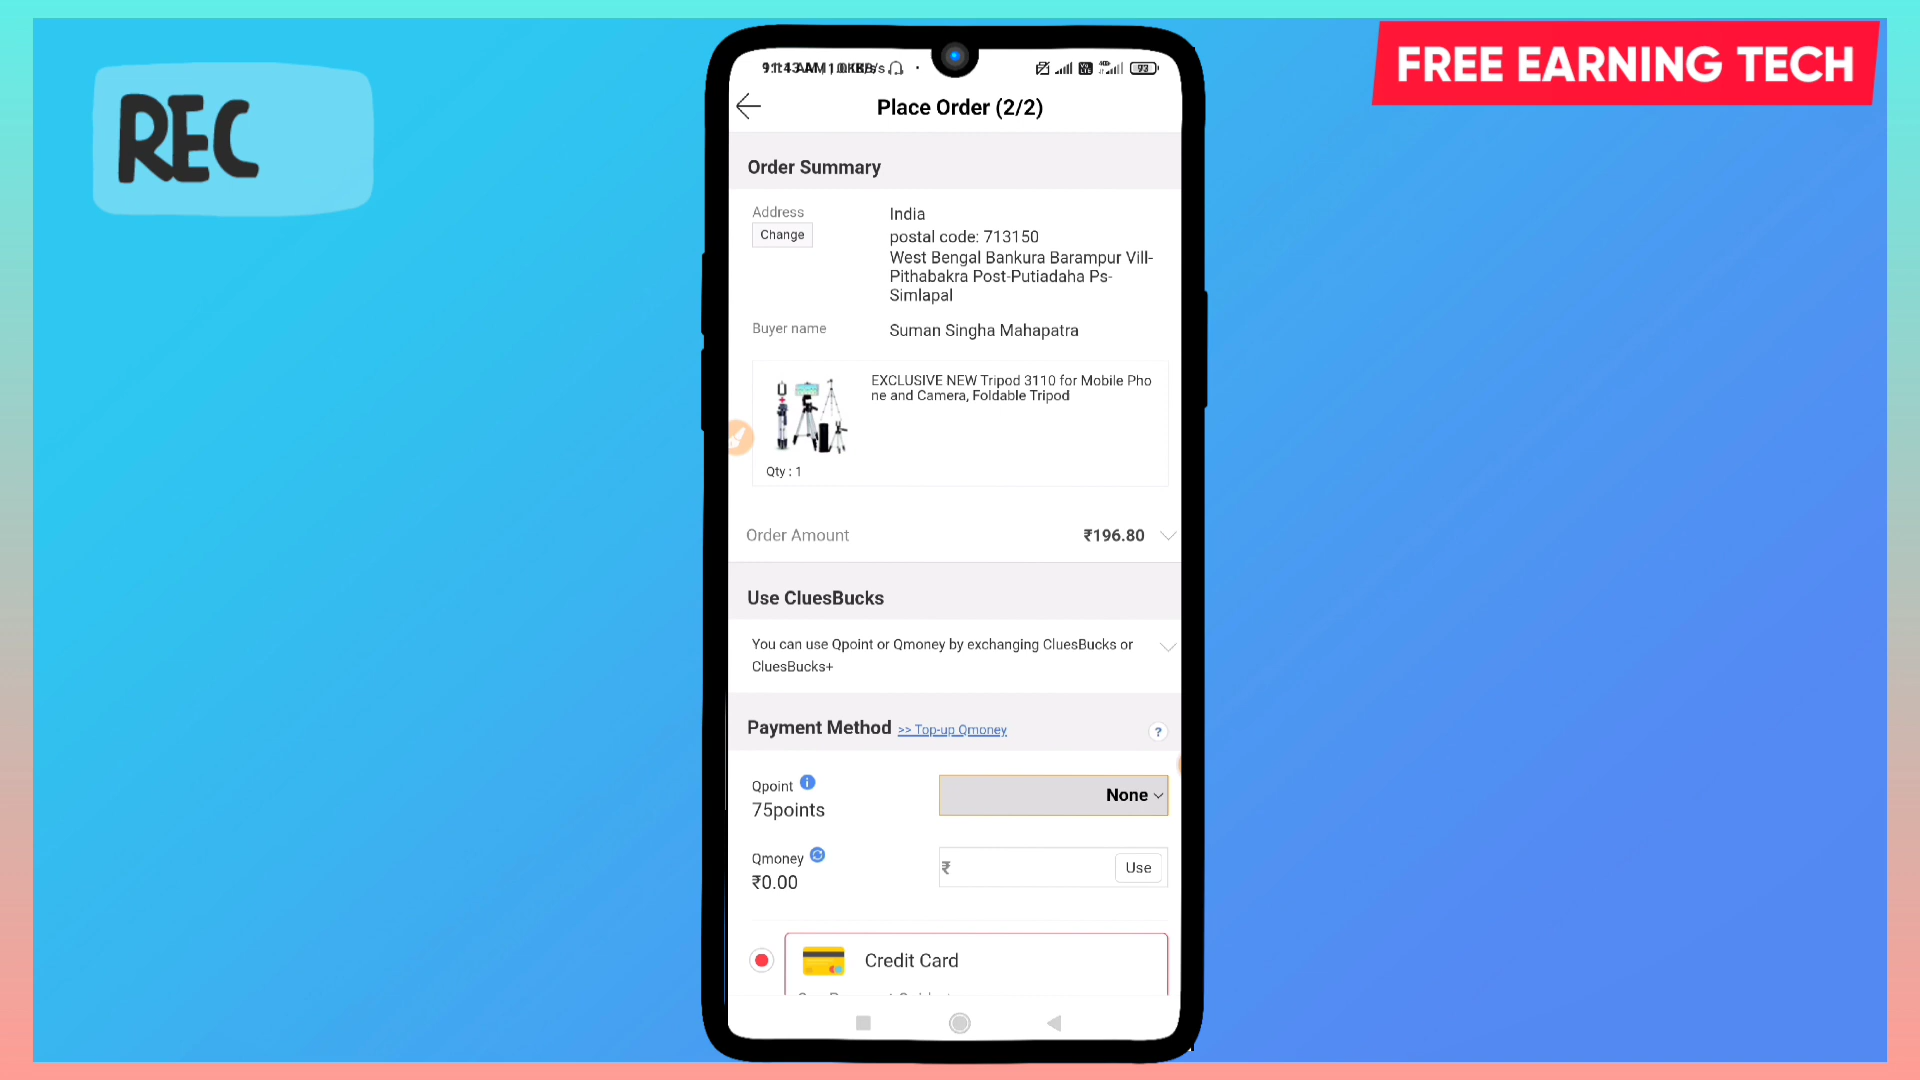 REC
FREE EARNING TECH
93
Place Order (2/2)
Order Summary
Address
Change
India
postal code: 713150
West Bengal Bankura Barampur Vill-
Pithabakra Post-Putiadaha Ps-
Simlapal
Buyer name
Suman Singha Mahapatra
EXCLUSIVE NEW Tripod 3110 for Mobile Pho
ne and Camera, Foldable Tripod
Qty : 1
Order Amount
₹196.80
Use CluesBucks
You can use Qpoint or Qmoney by exchanging CluesBucks or
CluesBucks+
Payment Method >> Top-up Qmoney
?
Qpoint
75points
None
Qmoney
₹0.00
₹
Use
Credit Card